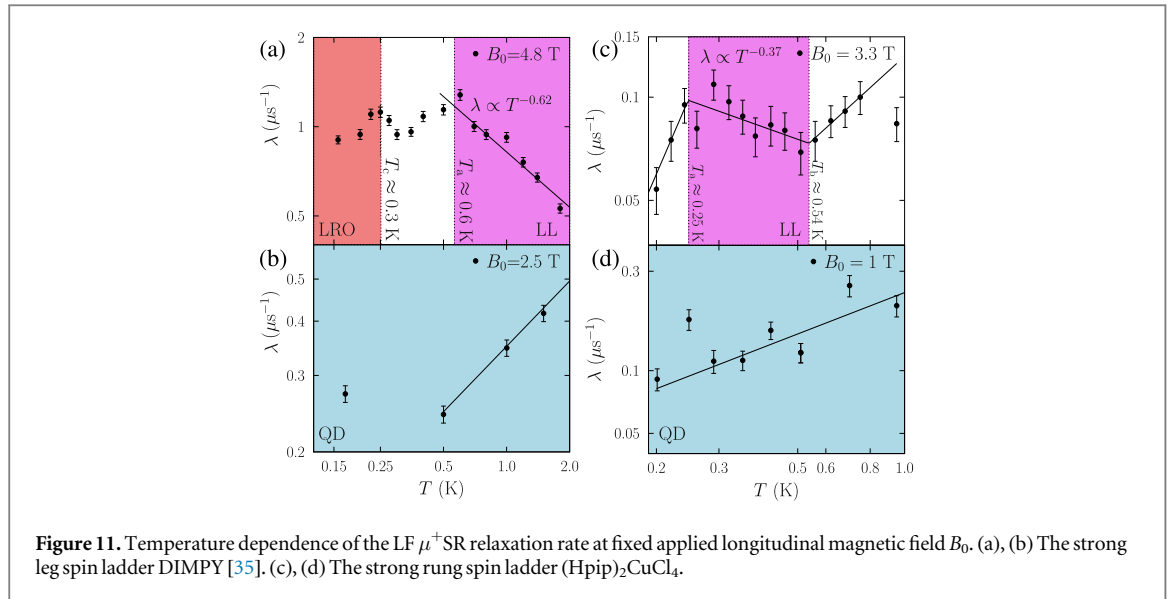 (a)
B₀=4.8 T
λ ∝ T^−0.62
2
1
0.5
λ (μs⁻¹)
T_c ≈ 0.3 K
T_a ≈ 0.6 K
LRO
LL
(c)
B₀ = 3.3 T
λ ∝ T^−0.37
0.15
0.1
0.05
λ (μs⁻¹)
T_a ≈ 0.25 K
T_b ≈ 0.54 K
LL
(b)
B₀=2.5 T
0.5
0.4
0.3
0.2
λ (μs⁻¹)
QD
0.15 0.25 0.5 1.0 2.0
T (K)
(d)
B₀ = 1 T
0.3
0.1
0.05
λ (μs⁻¹)
QD
0.2 0.3 0.5 0.6 0.8 1.0
T (K)
Figure 11. Temperature dependence of the LF μ⁺SR relaxation rate at fixed applied longitudinal magnetic field B₀. (a), (b) The strong
leg spin ladder DIMPY [35]. (c), (d) The strong rung spin ladder (Hpip)₂CuCl₄.